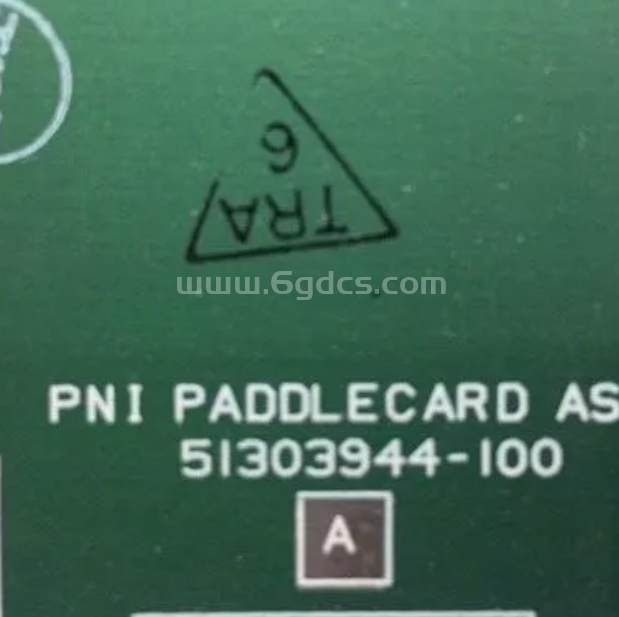 TRA
6
www.6gdcs.com
PNI PADDLECARD AS
51303944-100
A